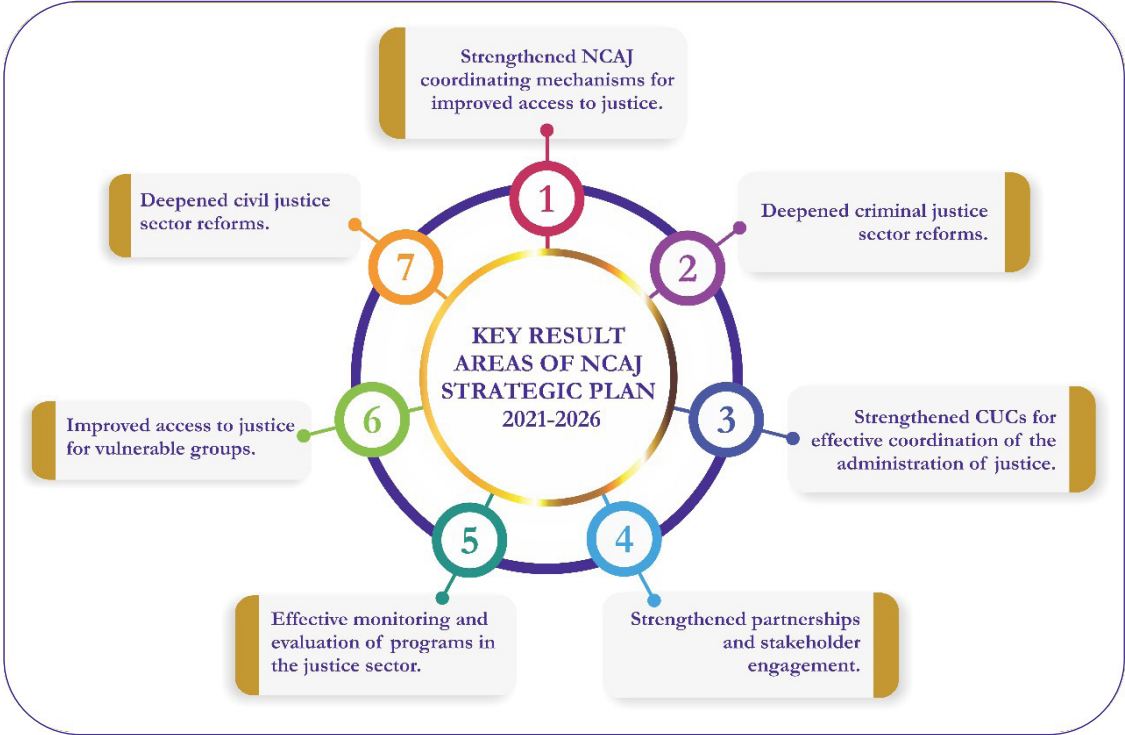 KEY RESULT
AREAS OF NCAJ
STRATEGIC PLAN
2021-2026
1
Strengthened NCAJ
coordinating mechanisms for
improved access to justice.
2
Deepened criminal justice
sector reforms.
3
Strengthened CUCs for
effective coordination of the
administration of justice.
4
Strengthened partnerships
and stakeholder
engagement.
5
Effective monitoring and
evaluation of programs in
the justice sector.
6
Improved access to justice
for vulnerable groups.
7
Deepened civil justice
sector reforms.